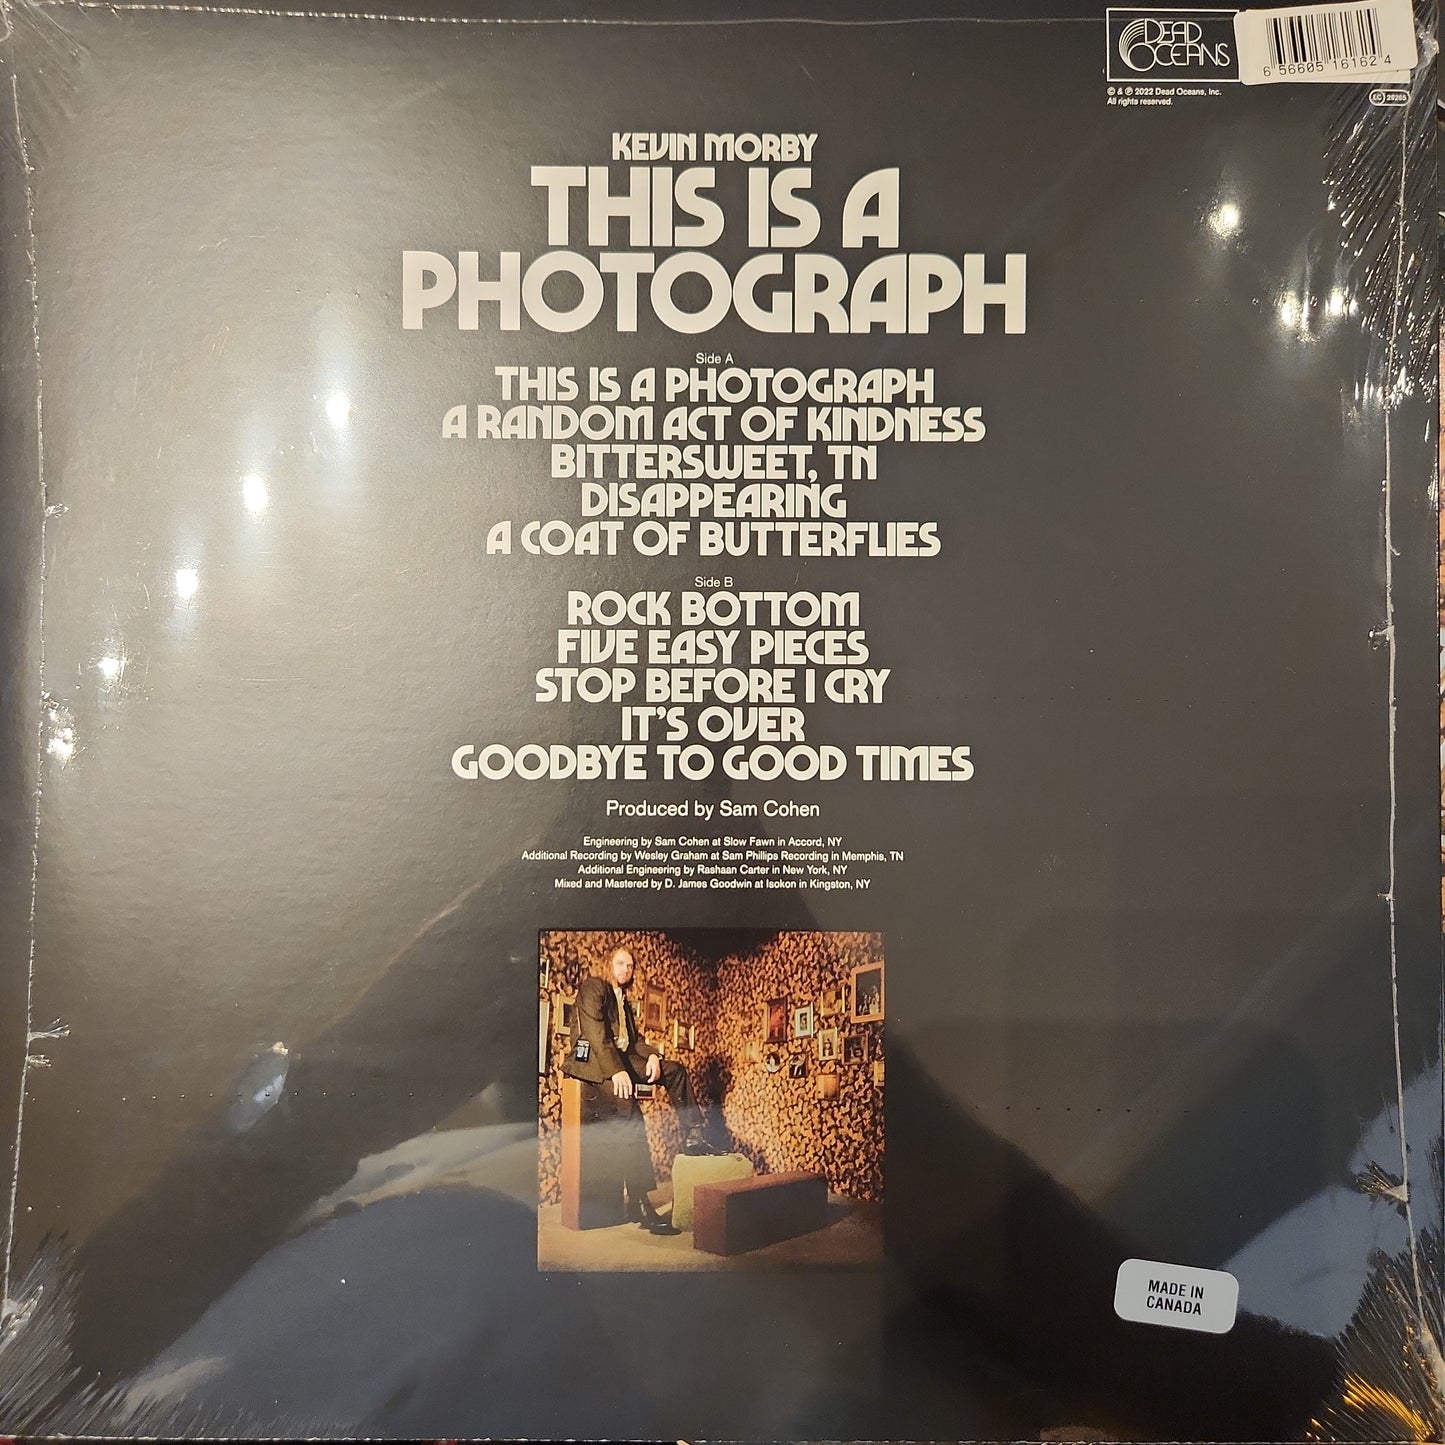 DEAD
OCEANS
6 56605 16162 4
© & ℗ 2022 Dead Oceans, Inc.
All rights reserved.
KEVIN MORBY
THIS IS A
PHOTOGRAPH
Side A
THIS IS A PHOTOGRAPH
A RANDOM ACT OF KINDNESS
BITTERSWEET, TN
DISAPPEARING
A COAT OF BUTTERFLIES
Side B
ROCK BOTTOM
FIVE EASY PIECES
STOP BEFORE I CRY
IT'S OVER
GOODBYE TO GOOD TIMES
Produced by Sam Cohen
Engineering by Sam Cohen at Slow Fawn in Accord, NY
Additional Recording by Wesley Graham at Sam Phillips Recording in Memphis, TN
Additional Engineering by Rashaan Carter in New York, NY
Mixed and Mastered by D. James Goodwin at Isokon in Kingston, NY
MADE IN
CANADA